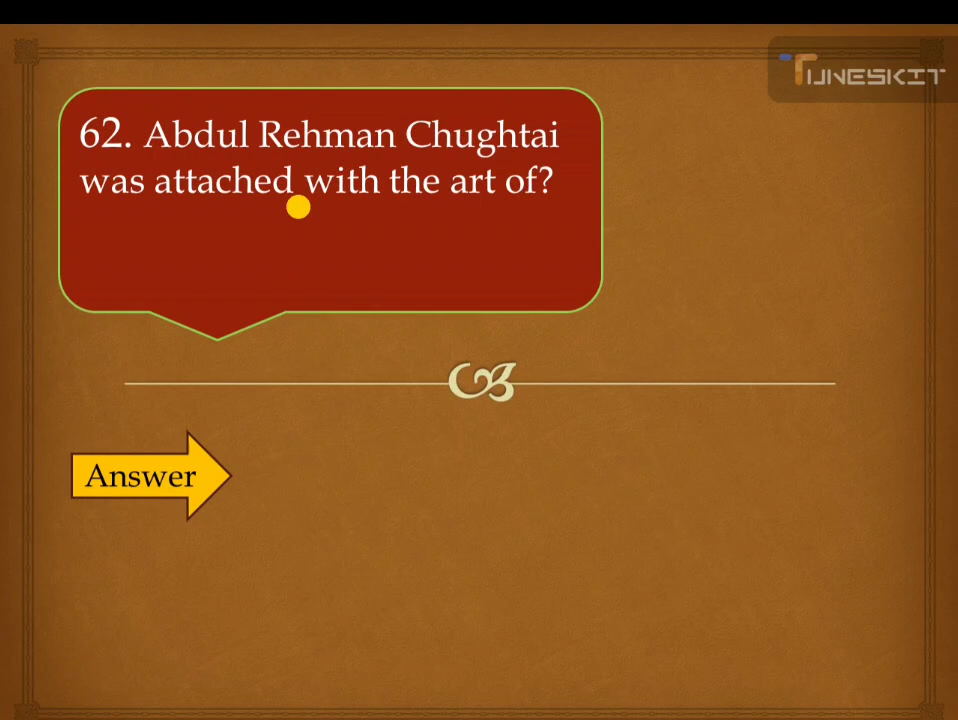 TUNESKIT
62. Abdul Rehman Chughtai
was attached with the art of?
Answer